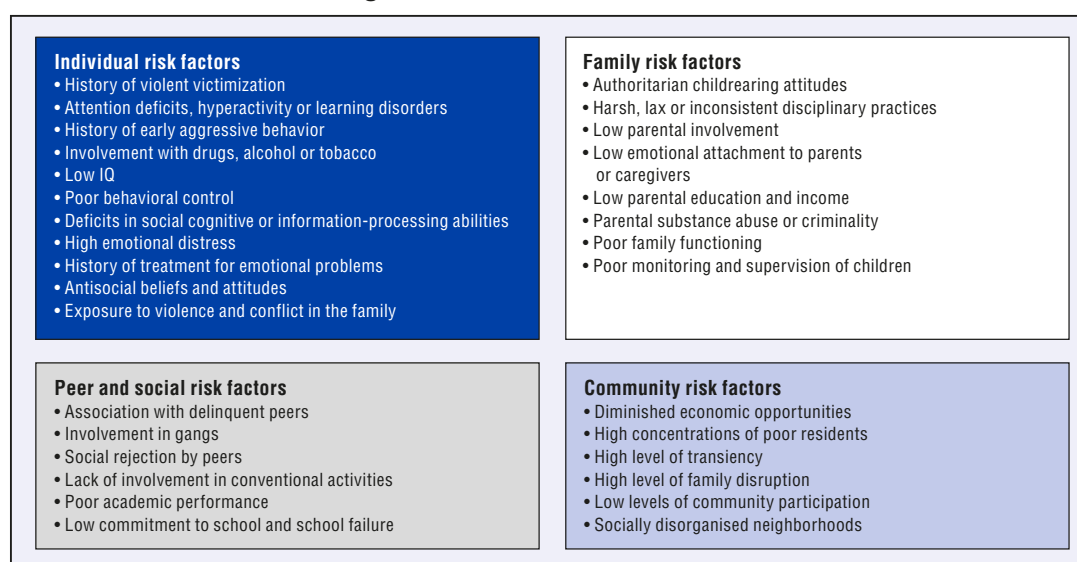 Individual risk factors
• History of violent victimization
• Attention deficits, hyperactivity or learning disorders
• History of early aggressive behavior
• Involvement with drugs, alcohol or tobacco
• Low IQ
• Poor behavioral control
• Deficits in social cognitive or information-processing abilities
• High emotional distress
• History of treatment for emotional problems
• Antisocial beliefs and attitudes
• Exposure to violence and conflict in the family
Family risk factors
• Authoritarian childrearing attitudes
• Harsh, lax or inconsistent disciplinary practices
• Low parental involvement
• Low emotional attachment to parents
or caregivers
• Low parental education and income
• Parental substance abuse or criminality
• Poor family functioning
• Poor monitoring and supervision of children
Peer and social risk factors
• Association with delinquent peers
• Involvement in gangs
• Social rejection by peers
• Lack of involvement in conventional activities
• Poor academic performance
• Low commitment to school and school failure
Community risk factors
• Diminished economic opportunities
• High concentrations of poor residents
• High level of transiency
• High level of family disruption
• Low levels of community participation
• Socially disorganised neighborhoods